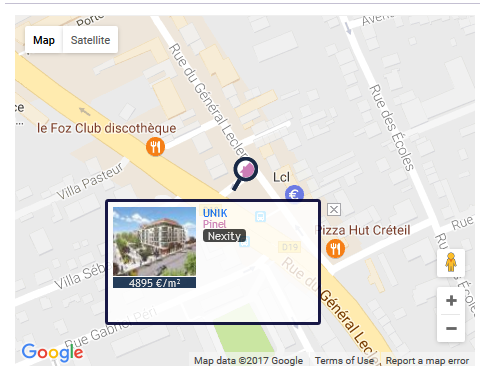 Map Satellite
Avenue
Rue du Général Leclerc
Rue des Écoles
ce
le Foz Club discothèque
Villa Pasteur
Lcl
€
UNIK
Pinel
Nexity
4895 €/m²
Pizza Hut Créteil
D19
Villa Séb
Rue du Général Leclerc
Rue Gabriel Péri
Google
Map data ©2017 Google Terms of Use Report a map error